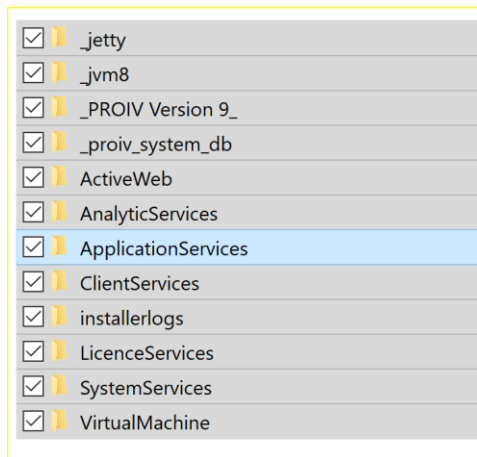 _jetty
_jvm8
_PROIV Version 9_
_proiv_system_db
ActiveWeb
AnalyticServices
ApplicationServices
ClientServices
installerlogs
LicenceServices
SystemServices
VirtualMachine